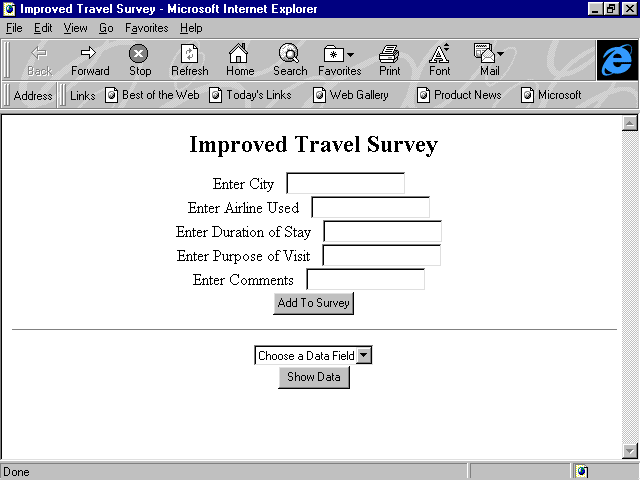 Improved Travel Survey - Microsoft Internet Explorer
File Edit View Go Favorites Help
Back Forward Stop Refresh Home Search Favorites Print Font Mail
Address Links Best of the Web Today's Links Web Gallery Product News Microsoft
Improved Travel Survey
Enter City
Enter Airline Used
Enter Duration of Stay
Enter Purpose of Visit
Enter Comments
Add To Survey
Choose a Data Field
Show Data
Done